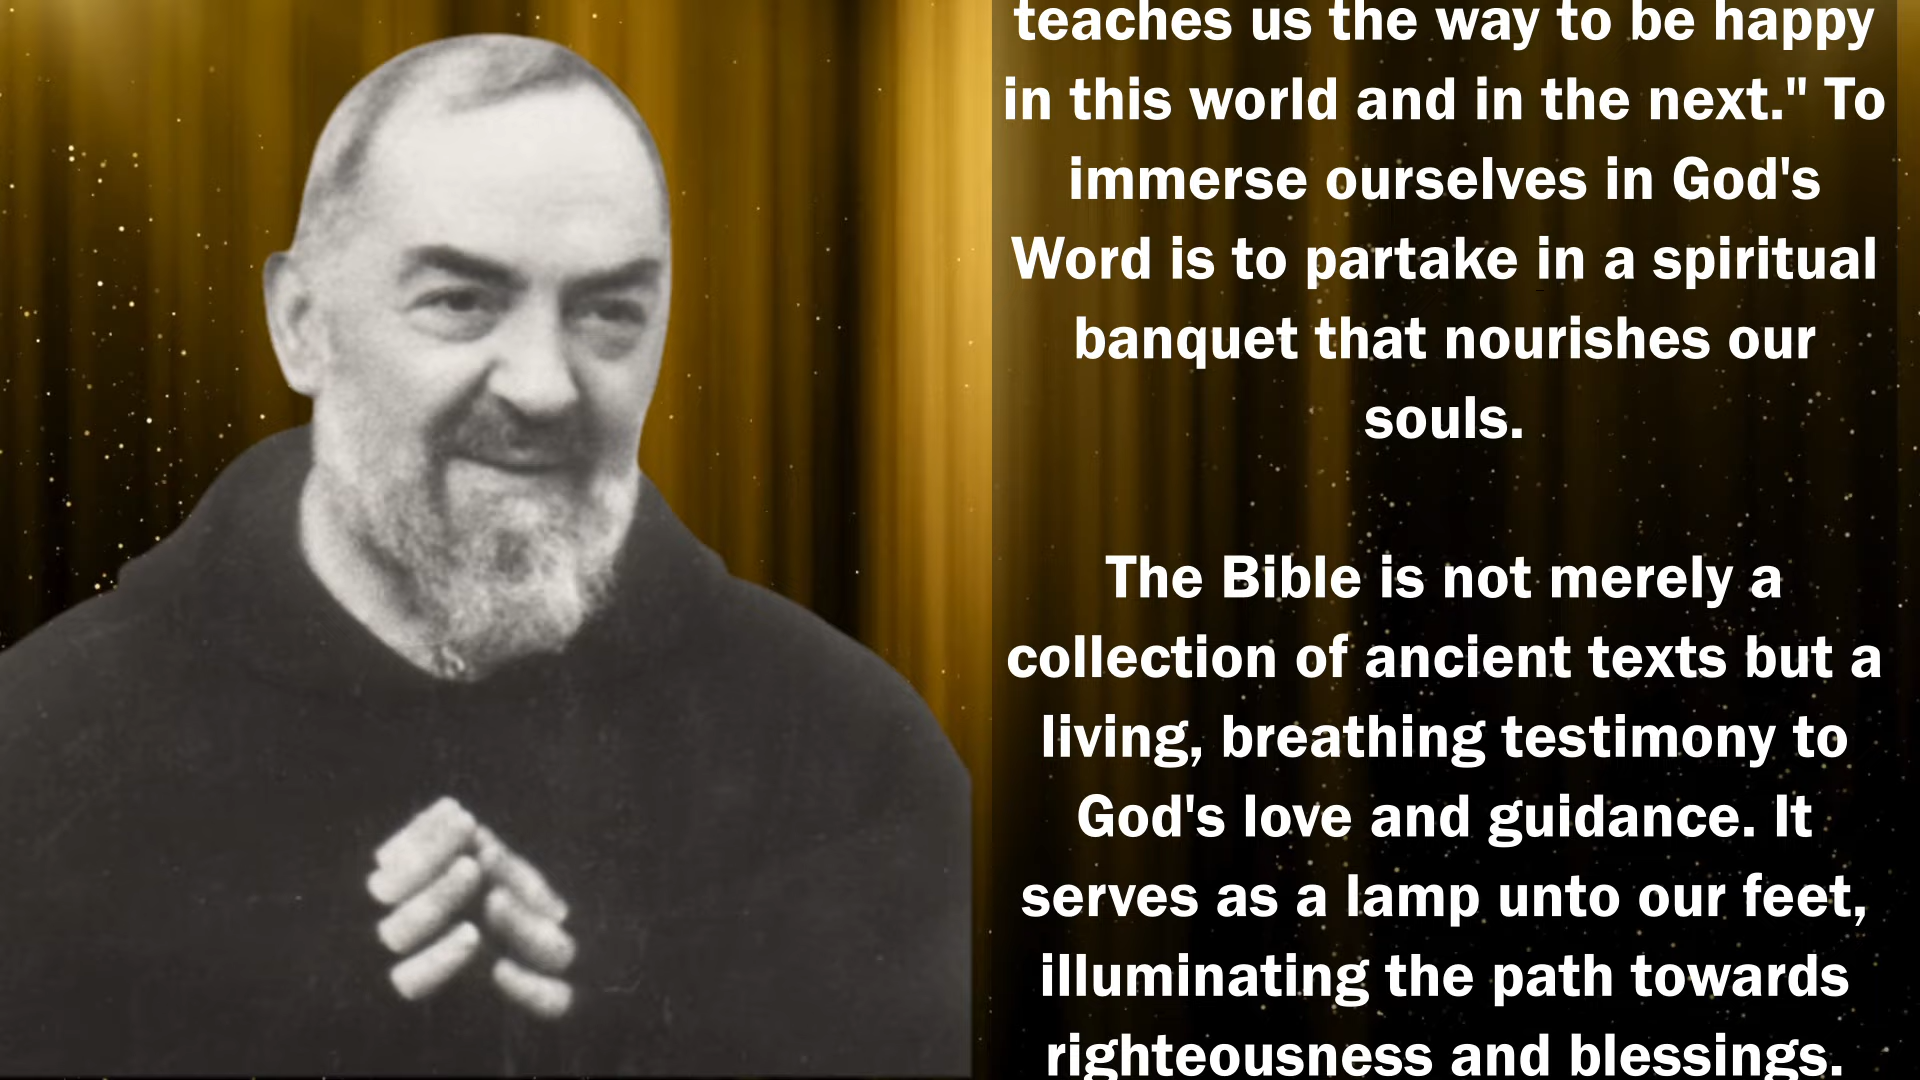 teaches us the way to be happy
in this world and in the next." To
immerse ourselves in God's
Word is to partake in a spiritual
banquet that nourishes our
souls.
The Bible is not merely a
collection of ancient texts but a
living, breathing testimony to
God's love and guidance. It
serves as a lamp unto our feet,
illuminating the path towards
righteousness and blessings.